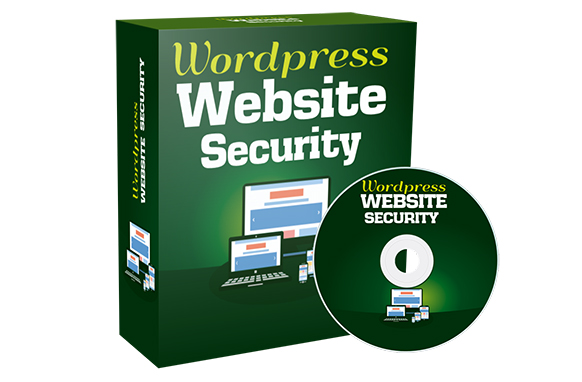 Wordpress
Website
Security
Wordpress
WEBSITE SECURITY
Wordpress
WEBSITE
SECURITY